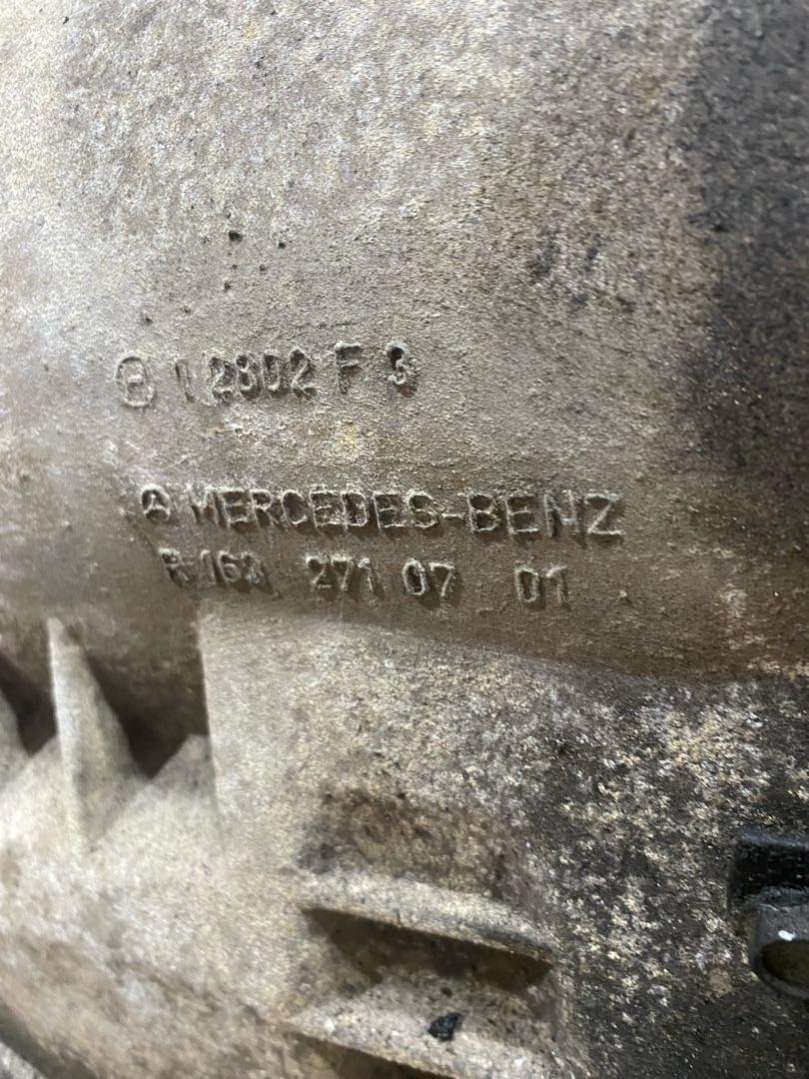 1 2802 F 3
MERCEDES-BENZ
R 163 271 07 01